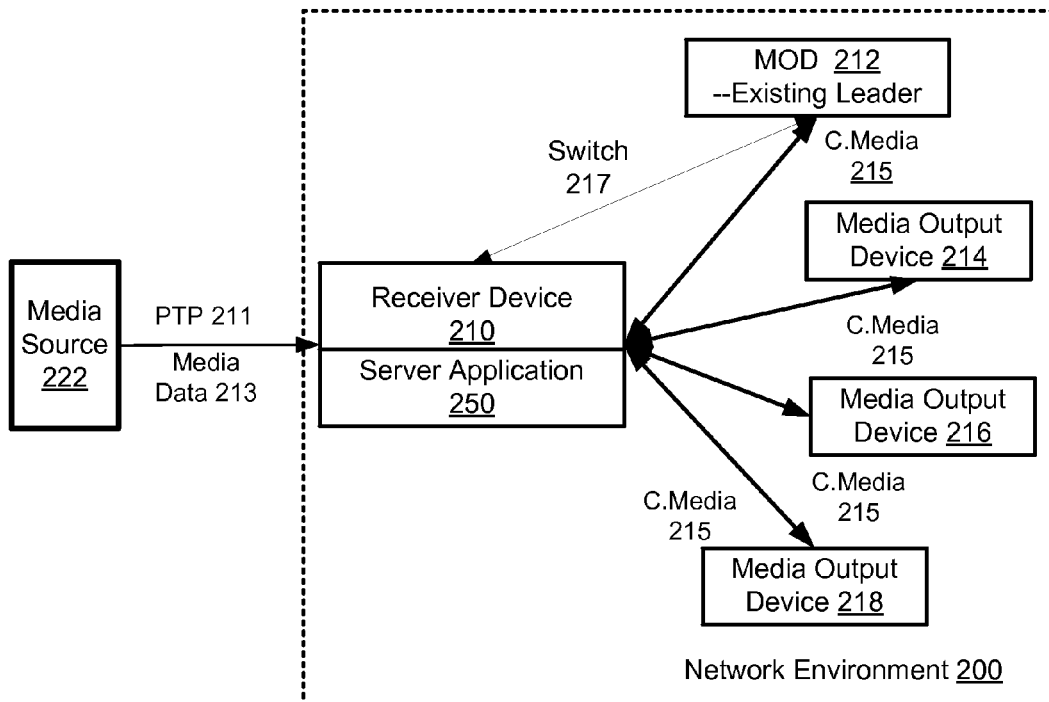 MOD 212
--Existing Leader
Switch
217
C.Media
215
Media Output
Device 214
Media
Source
222
PTP 211
Media
Data 213
Receiver Device
210
Server Application
250
C.Media
215
Media Output
Device 216
C.Media
215
C.Media
215
Media Output
Device 218
Network Environment 200